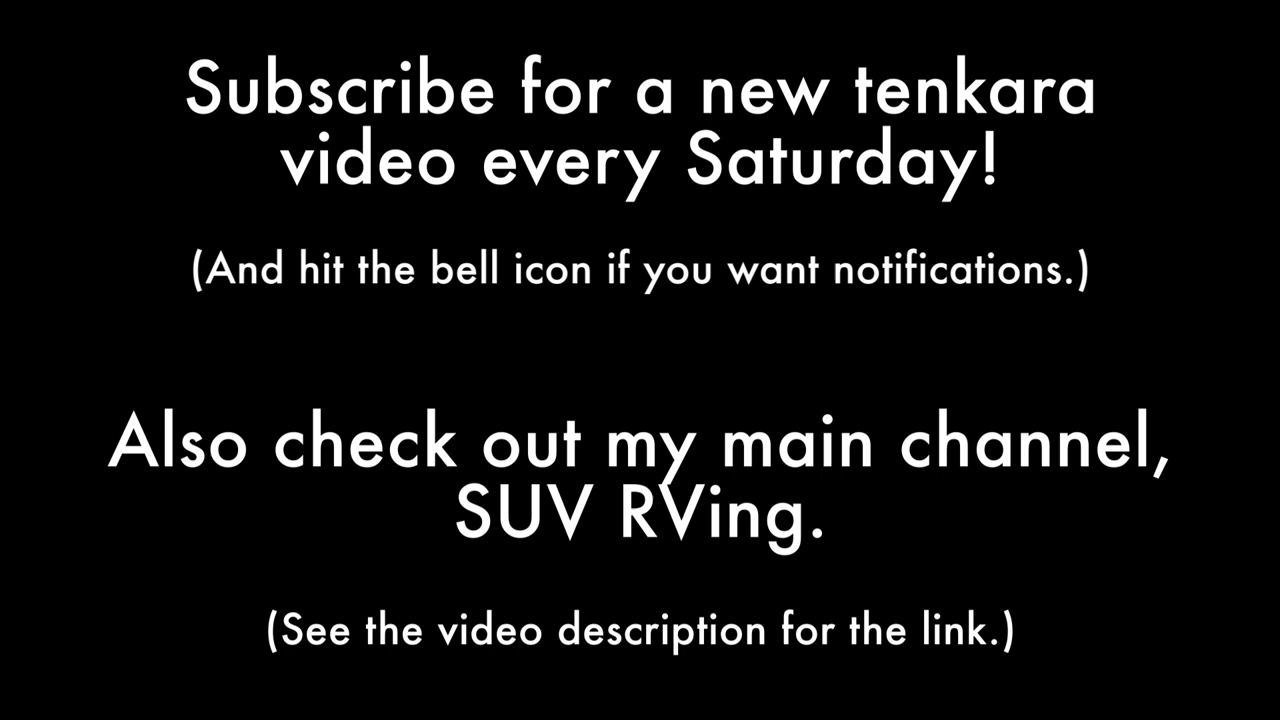 Subscribe for a new tenkara
video every Saturday!
(And hit the bell icon if you want notifications.)
Also check out my main channel,
SUV RVing.
(See the video description for the link.)